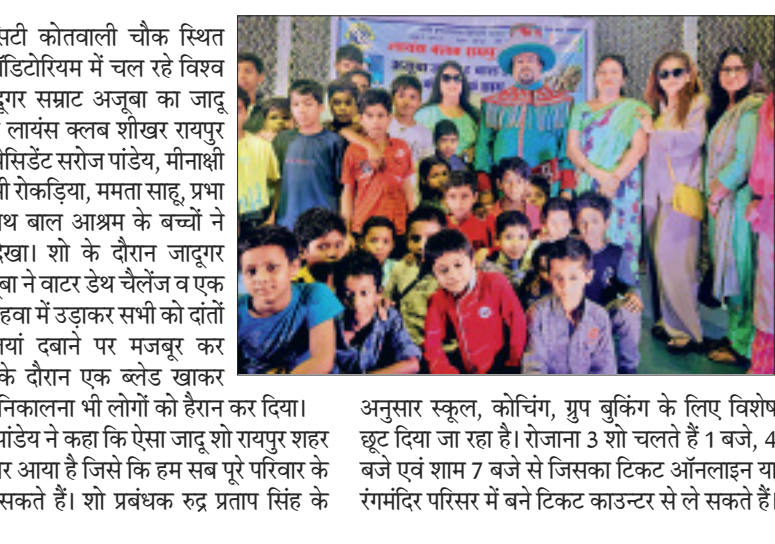 सिटी कोतवाली चौक स्थित
ऑडिटोरियम में चल रहे विश्व
जादूगर सम्राट अजूबा का जादू
लायंस क्लब शीखर रायपुर
प्रेसिडेंट सरोज पांडेय, मीनाक्षी
रोकड़िया, ममता साहू, प्रभा
बाल आश्रम के बच्चों ने
देखा। शो के दौरान जादूगर
अजूबा ने वाटर डेथ चैलेंज व एक
हवा में उड़ाकर सभी को दांतों
दबाने पर मजबूर कर
के दौरान एक ब्लेड खाकर
निकालना भी लोगों को हैरान कर दिया।
पांडेय ने कहा कि ऐसा जादू शो रायपुर शहर
आया है जिसे कि हम सब पूरे परिवार के
सकते हैं। शो प्रबंधक रुद्र प्रताप सिंह के
अनुसार स्कूल, कोचिंग, ग्रुप बुकिंग के लिए विशेष
छूट दिया जा रहा है। रोजाना 3 शो चलते हैं 1 बजे, 4
बजे एवं शाम 7 बजे से जिसका टिकट ऑनलाइन या
रंगमंदिर परिसर में बने टिकट काउन्टर से ले सकते हैं।